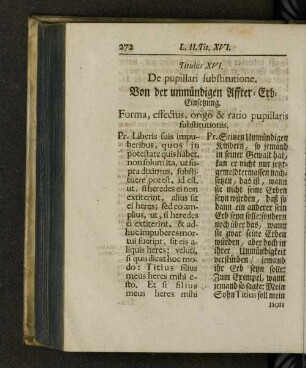 272 L. II. Tit. XVI.
Titulus XVI.
De pupillari substitutione.
Von der unmündigen Affter-Erb-
Einsetzung.
Forma, effectus, origo & ratio pupillaris
substitutionis.
Pr. Liberis suis impu-
beribus, quos in
potestate quis habet,
non solum ita, ut su-
pra diximus, substi-
tuere potest, id est,
ut, si heredes ei non
extiterint, alius sit
ei heres; sed eo am-
plius, ut, si heredes
ei extiterint, & ad-
huc impuberes mor-
tui fuerint, sit eis a-
liquis heres: veluti,
si quis dicat hoc mo-
do: Titius filius
meus heres mihi e-
sto. Et si filius
meus heres mihi
Pr. Seinen Unmündigen
Kindern, so jemand
in seiner Gewalt hat,
kan er nicht nur jetzt-
gemeldtermassen nach-
setzen, daß ist, wann
sie nicht seine Erben
seyn würden, daß ih
dann ein anderer sein
Erb seyn solle: sondern
noch über das, wann
sie zwar seine Erben
würden, aber doch in
ihrer Unmündigkeit
verstürben, jemand
ihr Erb seyn solle:
Zum Exempel, wann
jemand so sagte: Mein
Sohn Titius soll mein
non